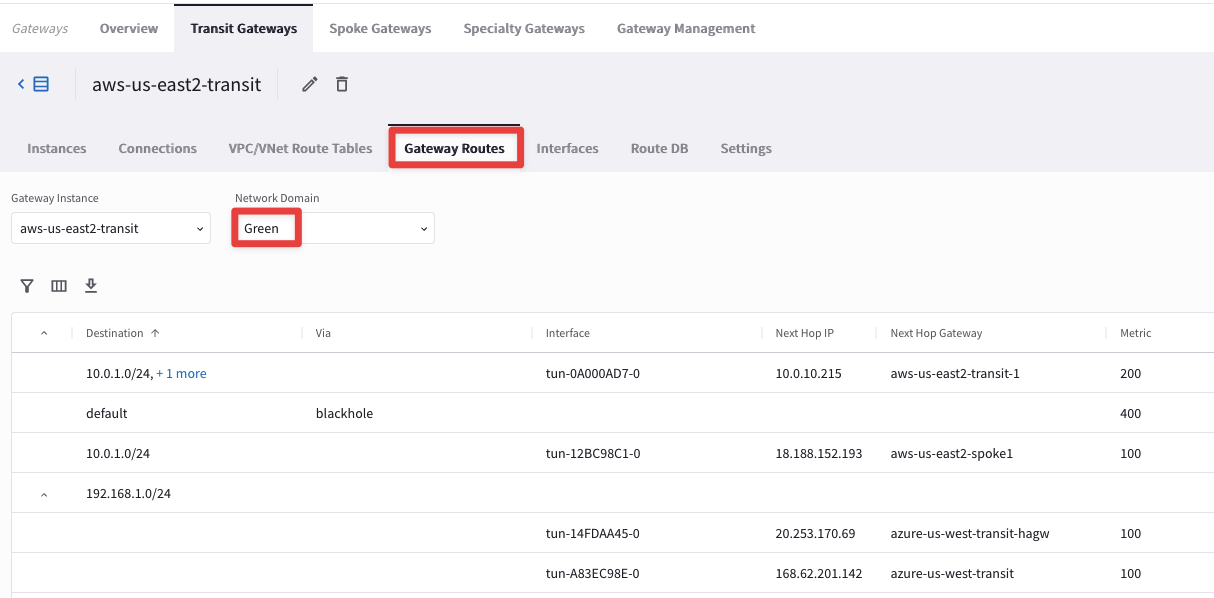 Gateways Overview Transit Gateways Spoke Gateways Specialty Gateways Gateway Management
aws-us-east2-transit
Instances Connections VPC/VNet Route Tables Gateway Routes Interfaces Route DB Settings
Gateway Instance Network Domain
aws-us-east2-transit Green
Destination Via Interface Next Hop IP Next Hop Gateway Metric
10.0.1.0/24, + 1 more tun-0A000AD7-0 10.0.10.215 aws-us-east2-transit-1 200
default blackhole 400
10.0.1.0/24 tun-12BC98C1-0 18.188.152.193 aws-us-east2-spoke1 100
192.168.1.0/24
tun-14FDAA45-0 20.253.170.69 azure-us-west-transit-hagw 100
tun-A83EC98E-0 168.62.201.142 azure-us-west-transit 100